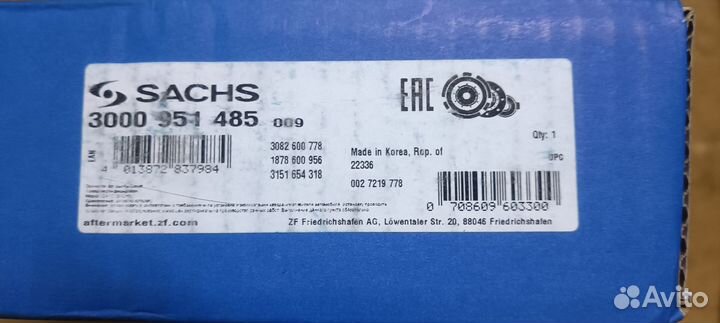 SACHS
EAC
3000 951 485 009
Qty: 1
EAN
4 013872 837984
3082 600 778
1878 600 956
3151 654 318
Made in Korea, Rep. of
22336
002 7219 778
UPC
0 708609 603300
aftermarket.zf.com
ZF Friedrichshafen AG, Löwentaler Str. 20, 88046 Friedrichshafen
Avito